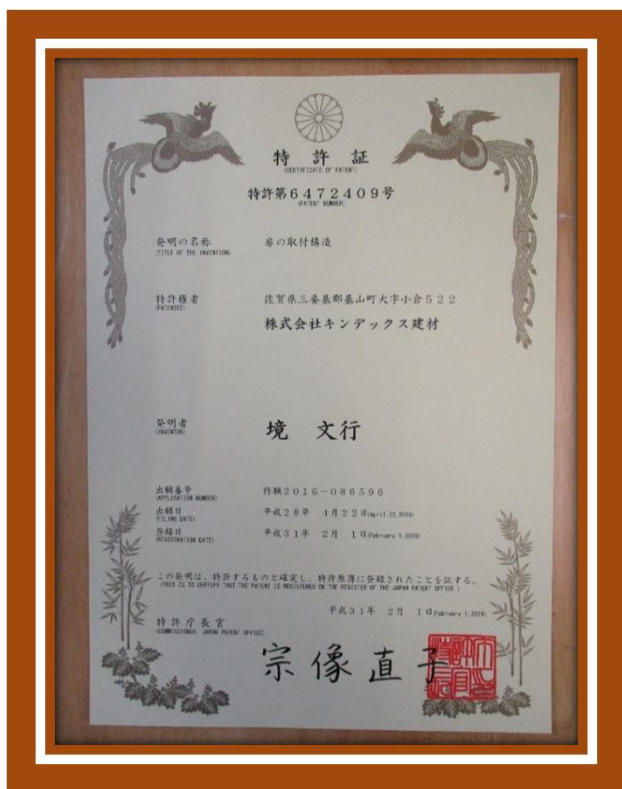 特許証
(CERTIFICATE OF PATENT)
特許第6472409号
(PATENT NUMBER)
発明の名称
(TITLE OF THE INVENTION)
扉の取付構造
特許権者
(PATENTEE)
佐賀県三養基郡基山町大字小倉522
株式会社キンデックス建材
発明者
(INVENTOR)
境 文行
出願番号
(APPLICATION NUMBER)
特願2016-086596
出願日
(FILING DATE)
平成28年 4月22日(April 22,2016)
登録日
(REGISTRATION DATE)
平成31年 2月 1日(February 1,2019)
この発明は、特許するものと確定し、特許原簿に登録されたことを証する。
(THIS IS TO CERTIFY THAT THE PATENT IS REGISTERED ON THE REGISTER OF THE JAPAN PATENT OFFICE.)
平成31年 2月 1日(February 1,2019)
特許庁長官
(COMMISSIONER, JAPAN PATENT OFFICE)
宗像直子